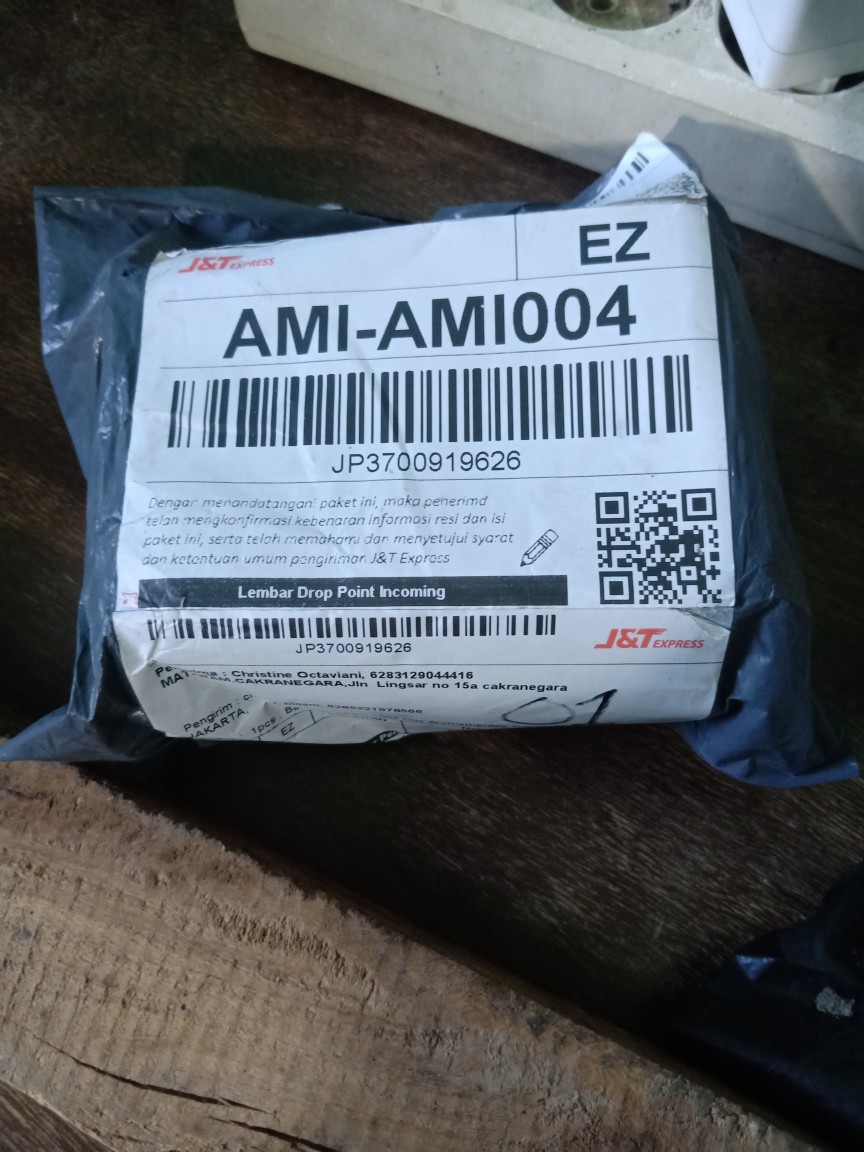 J&T EXPRESS
EZ
AMI-AMI004
JP3700919626
Dengan menandatangani paket ini, maka penerima
telah mengkonfirmasi kebenaran informasi resi dan isi
paket ini, serta telah memahami dan menyetujui syarat
dan ketentuan umum pengiriman J&T Express
Lembar Drop Point Incoming
JP3700919626
J&T EXPRESS
: Christine Octaviani, 6283129044416
CAKRANEGARA,Jln Lingsar no 15a cakranegara
Pengirim :
JAKARTA,
1pcs
EZ
01